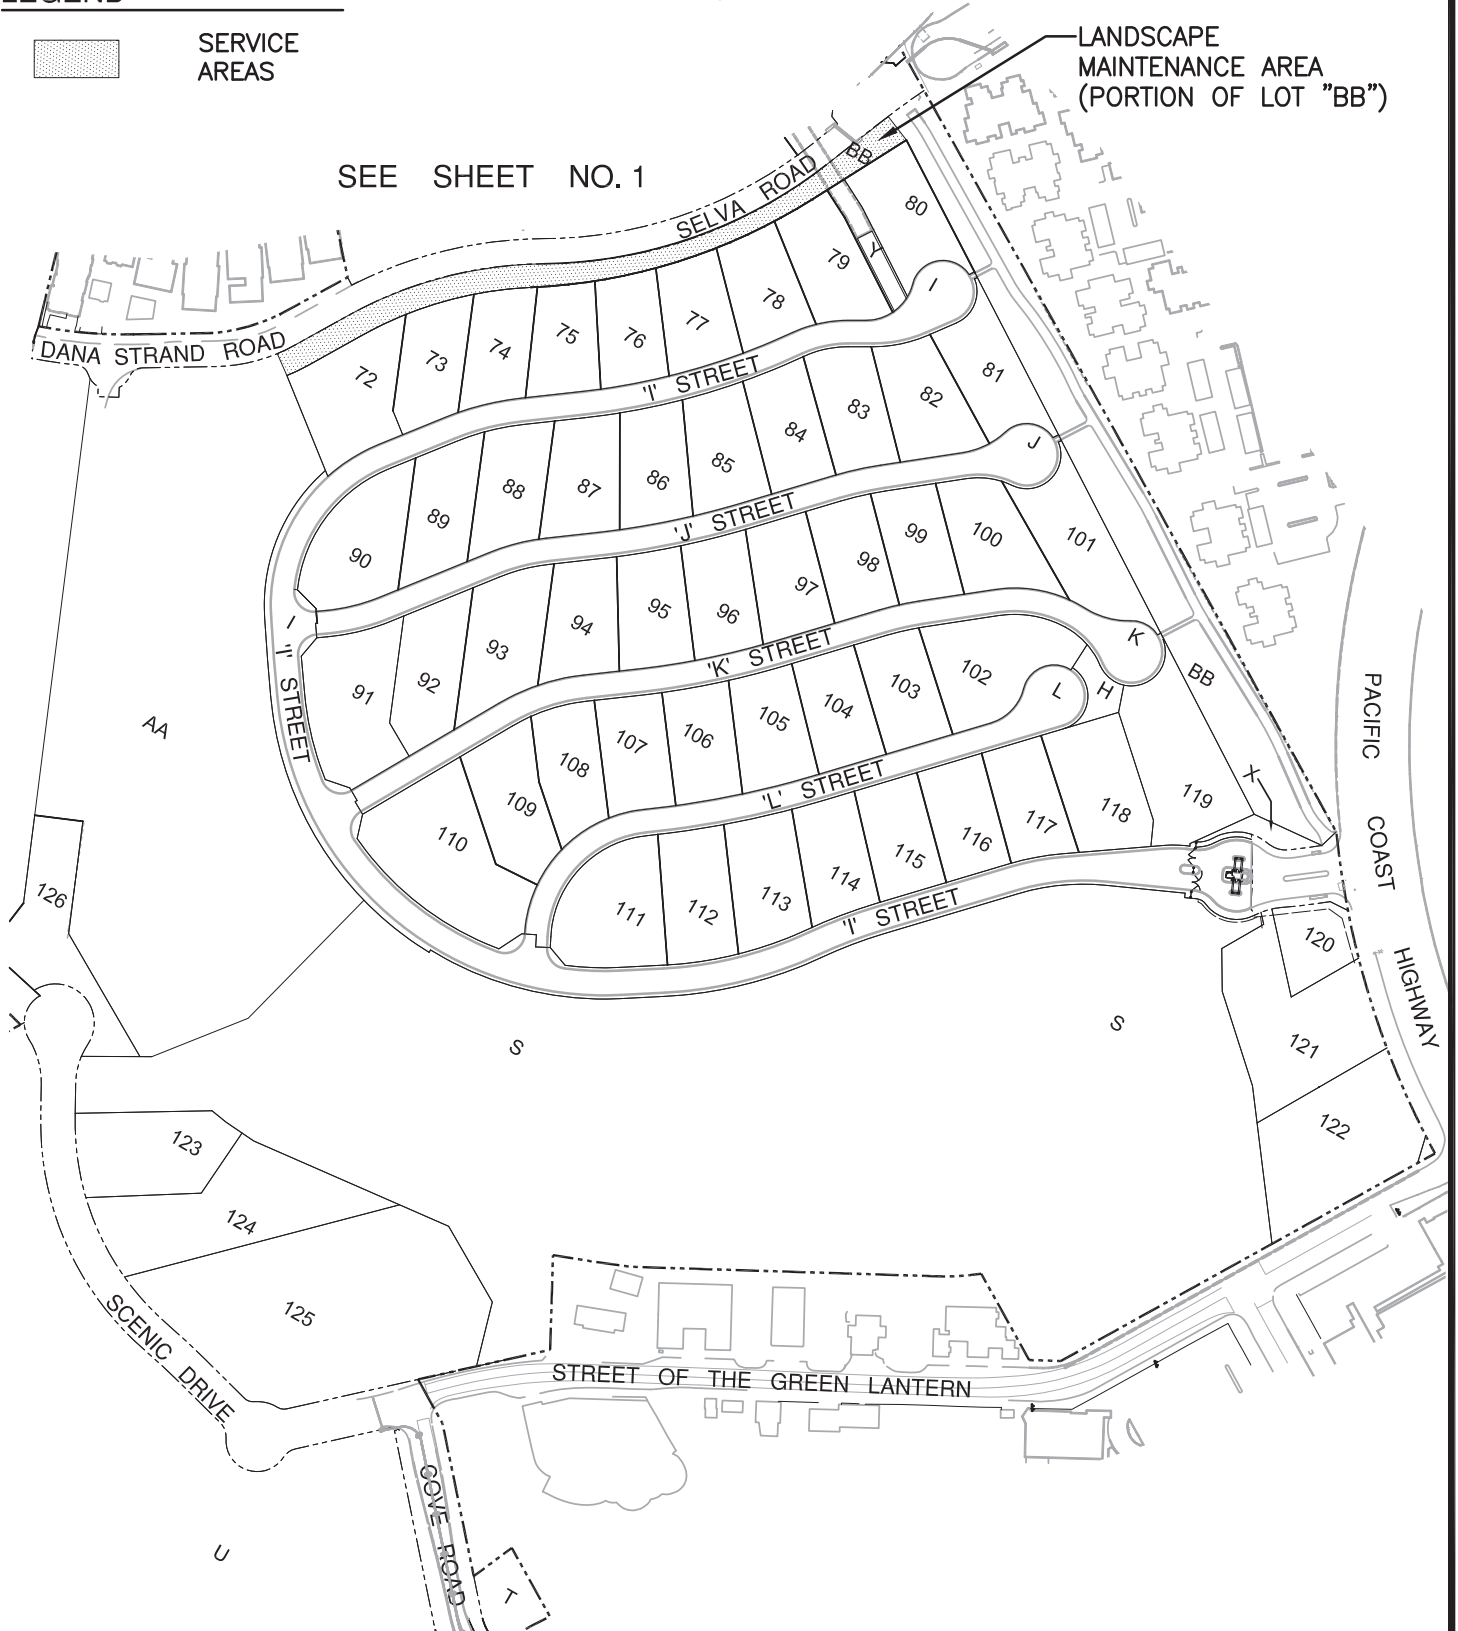 LEGEND
SERVICE
AREAS
LANDSCAPE
MAINTENANCE AREA
(PORTION OF LOT "BB")
SEE SHEET NO. 1
SELVA ROAD
BB
DANA STRAND ROAD
80
Y
79
I
78
77
76
75
74
73
72
'I' STREET
81
82
83
84
85
86
87
88
89
90
J
'J' STREET
101
100
99
98
97
96
95
94
93
92
91
I
'I' STREET
K
'K' STREET
BB
H
L
102
103
104
105
106
107
108
109
110
'L' STREET
X
119
118
117
116
115
114
113
112
111
'I' STREET
PACIFIC COAST HIGHWAY
AA
126
120
121
122
S
S
123
124
125
SCENIC DRIVE
STREET OF THE GREEN LANTERN
COVE ROAD
U
T